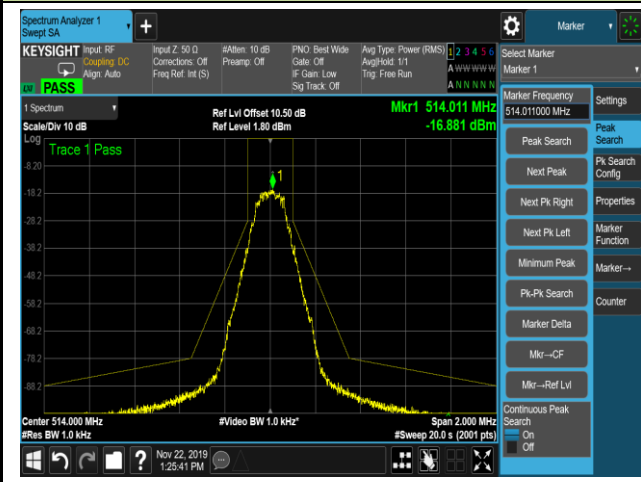 Spectrum Analyzer 1
Swept SA
Marker
KEYSIGHT
Input: RF
Coupling: DC
Align: Auto
Input Z: 50 Ω
Corrections: Off
Freq Ref: Int (S)
#Atten: 10 dB
Preamp: Off
PNO: Best Wide
Gate: Off
IF Gain: Low
Sig Track: Off
Avg Type: Power (RMS)
Avg|Hold: 1/1
Trig: Free Run
1 2 3 4 5 6
A W W W W W
A N N N N N
PASS
Select Marker
Marker 1
1 Spectrum
Scale/Div 10 dB
Ref Lvl Offset 10.50 dB
Ref Level 1.80 dBm
Mkr1 514.011 MHz
-16.881 dBm
Log
Trace 1 Pass
1
-8.20
-18.2
-28.2
-38.2
-48.2
-58.2
-68.2
-78.2
-88.2
Center 514.000 MHz
#Res BW 1.0 kHz
#Video BW 1.0 kHz*
Span 2.000 MHz
#Sweep 20.0 s (2001 pts)
Marker Frequency
514.011000 MHz
Peak Search
Next Peak
Next Pk Right
Next Pk Left
Minimum Peak
Pk-Pk Search
Marker Delta
Mkr→CF
Mkr→Ref Lvl
Continuous Peak
Search
On
Off
Settings
Peak
Search
Pk Search
Config
Properties
Marker
Function
Marker→
Counter
Nov 22, 2019
1:25:41 PM